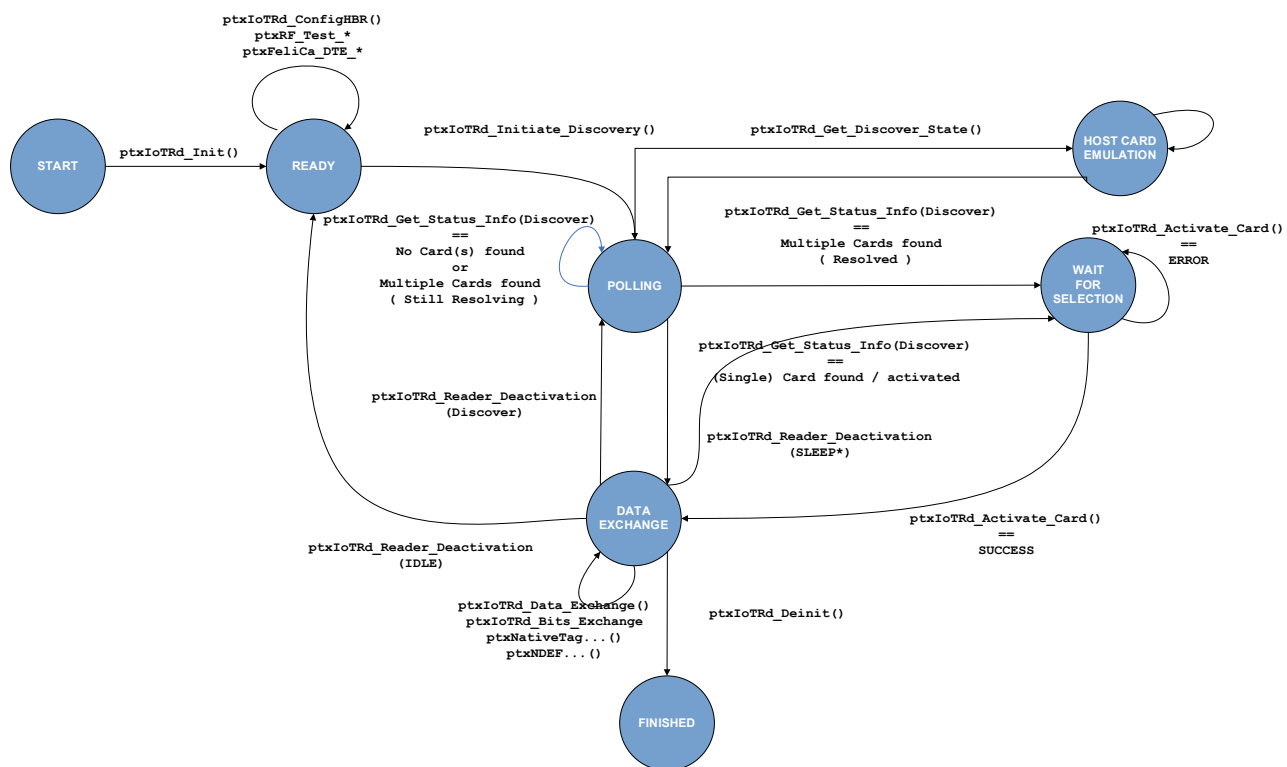 ptxIoTRd_ConfigHBR()
ptxRF_Test_*
ptxFeliCa_DTE_*
START
ptxIoTRd_Init()
READY
ptxIoTRd_Initiate_Discovery()
ptxIoTRd_Get_Discover_State()
HOST CARD
EMULATION
ptxIoTRd_Get_Status_Info(Discover)
==
No Card(s) found
or
Multiple Cards found
( Still Resolving )
POLLING
ptxIoTRd_Get_Status_Info(Discover)
==
Multiple Cards found
( Resolved )
ptxIoTRd_Activate_Card()
==
ERROR
WAIT
FOR
SELECTION
ptxIoTRd_Get_Status_Info(Discover)
==
(Single) Card found / activated
ptxIoTRd_Reader_Deactivation
(Discover)
ptxIoTRd_Reader_Deactivation
(SLEEP*)
DATA
EXCHANGE
ptxIoTRd_Activate_Card()
==
SUCCESS
ptxIoTRd_Reader_Deactivation
(IDLE)
ptxIoTRd_Data_Exchange()
ptxIoTRd_Bits_Exchange
ptxNativeTag...()
ptxNDEF...()
ptxIoTRd_Deinit()
FINISHED